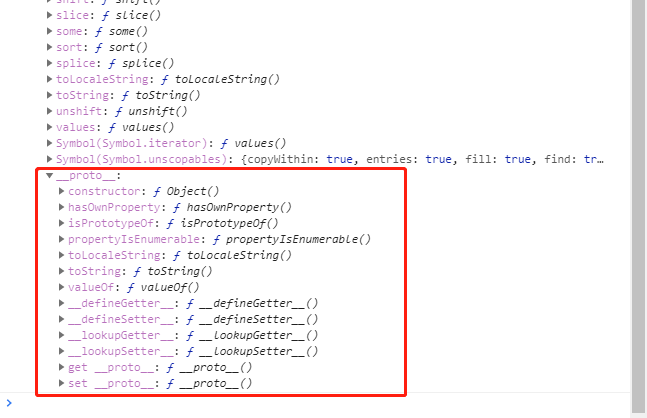 shift: ƒ shift()
slice: ƒ slice()
some: ƒ some()
sort: ƒ sort()
splice: ƒ splice()
toLocaleString: ƒ toLocaleString()
toString: ƒ toString()
unshift: ƒ unshift()
values: ƒ values()
Symbol(Symbol.iterator): ƒ values()
Symbol(Symbol.unscopables): {copyWithin: true, entries: true, fill: true, find: tr…
__proto__:
constructor: ƒ Object()
hasOwnProperty: ƒ hasOwnProperty()
isPrototypeOf: ƒ isPrototypeOf()
propertyIsEnumerable: ƒ propertyIsEnumerable()
toLocaleString: ƒ toLocaleString()
toString: ƒ toString()
valueOf: ƒ valueOf()
__defineGetter__: ƒ __defineGetter__()
__defineSetter__: ƒ __defineSetter__()
__lookupGetter__: ƒ __lookupGetter__()
__lookupSetter__: ƒ __lookupSetter__()
get __proto__: ƒ __proto__()
set __proto__: ƒ __proto__()